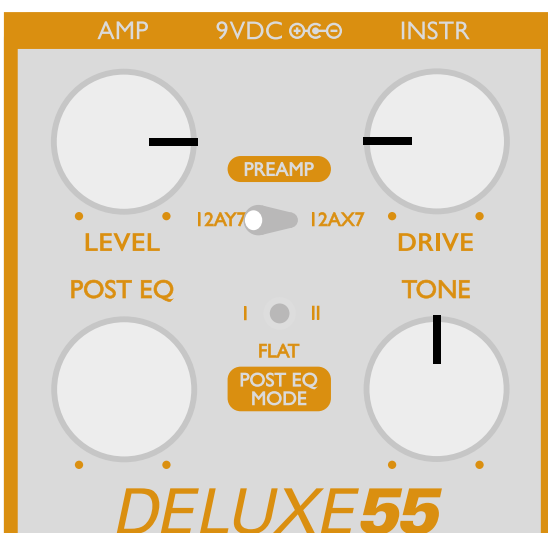 AMP 9VDC INSTR
PREAMP
12AY7 12AX7
LEVEL DRIVE
POST EQ TONE
I II
FLAT
POST EQ
MODE
DELUXE55